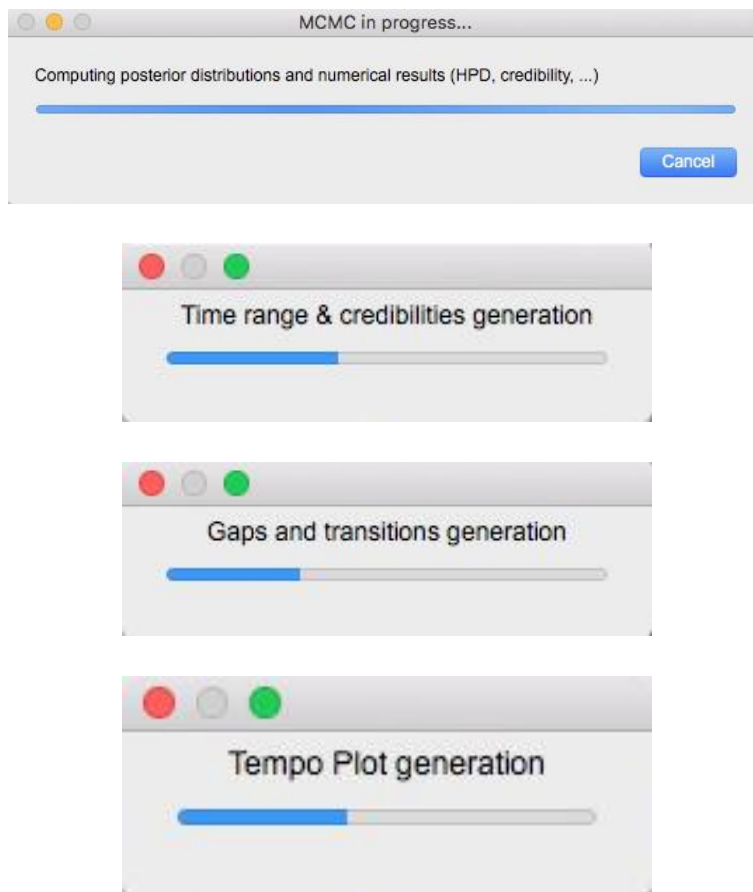 MCMC in progress...
Computing posterior distributions and numerical results (HPD, credibility, ...)
Cancel
Time range & credibilities generation
Gaps and transitions generation
Tempo Plot generation